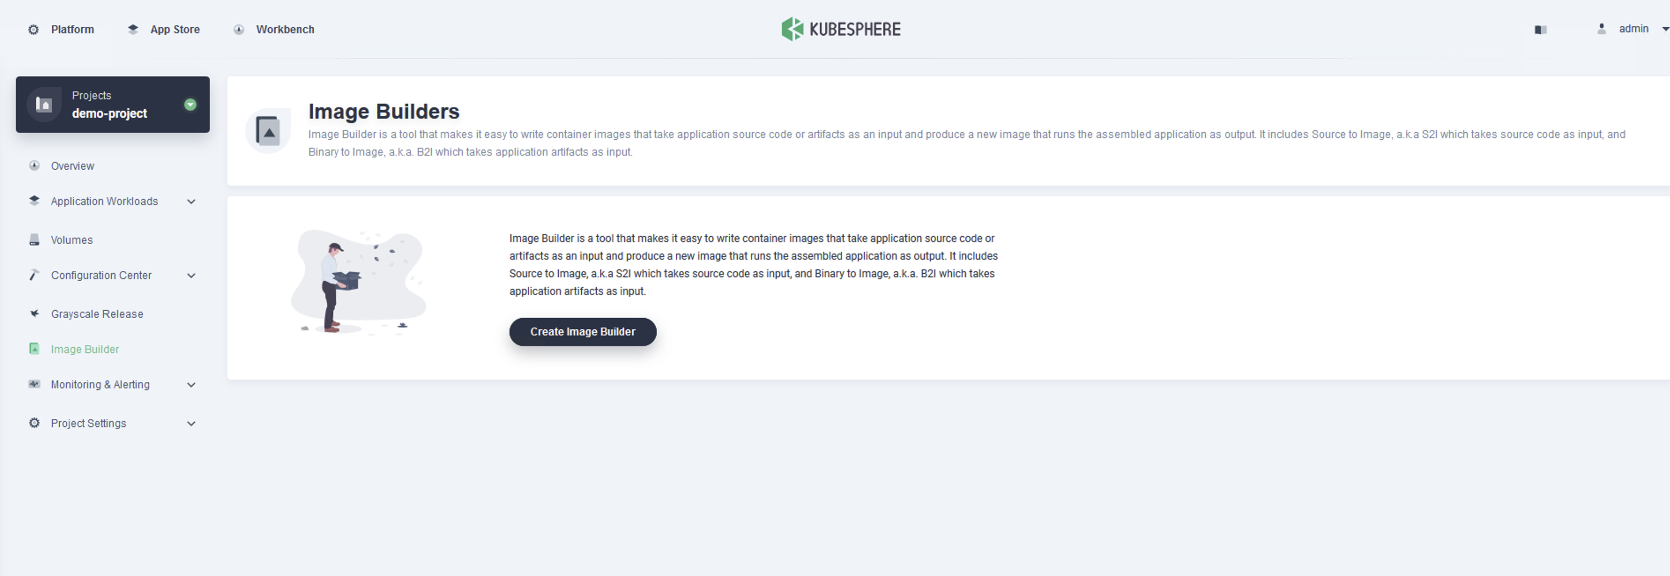 Platform
App Store
Workbench
KUBESPHERE
admin
Projects
demo-project
Overview
Application Workloads
Volumes
Configuration Center
Grayscale Release
Image Builder
Monitoring & Alerting
Project Settings
Image Builders
Image Builder is a tool that makes it easy to write container images that take application source code or artifacts as an input and produce a new image that runs the assembled application as output. It includes Source to Image, a.k.a S2I which takes source code as input, and
Binary to Image, a.k.a. B2I which takes application artifacts as input.
Image Builder is a tool that makes it easy to write container images that take application source code or
artifacts as an input and produce a new image that runs the assembled application as output. It includes
Source to Image, a.k.a S2I which takes source code as input, and Binary to Image, a.k.a. B2I which takes
application artifacts as input.
Create Image Builder